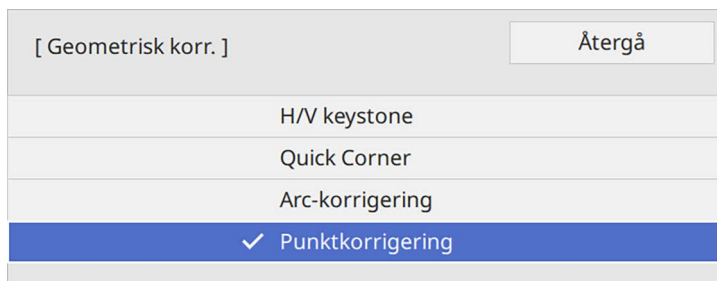 [ Geometrisk korr. ]
Återgå
H/V keystone
Quick Corner
Arc-korrigering
Punktkorrigering